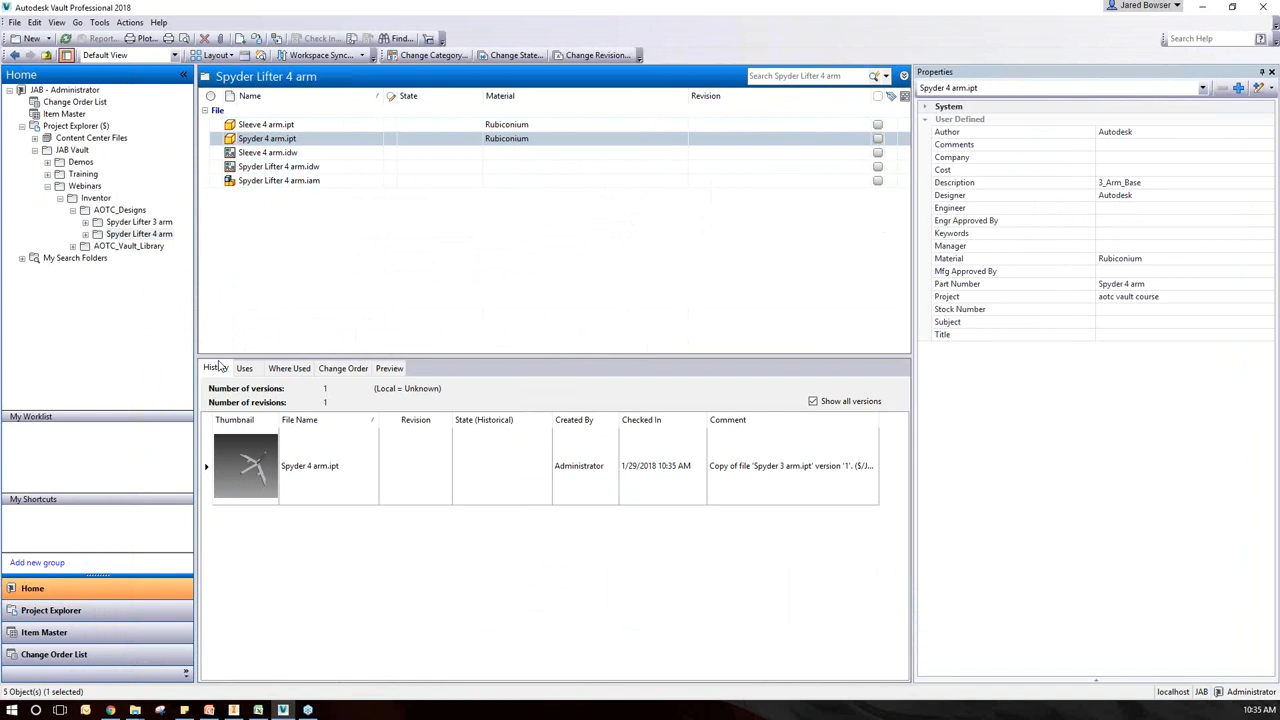 Autodesk Vault Professional 2018
Jared Bowser
File Edit View Go Tools Actions Help
New Report... Plot... Check In... Find... Search Help
Default View Layout Workspace Sync... Change Category... Change State... Change Revision...
Home
JAB - Administrator
Change Order List
Item Master
Project Explorer ($)
Content Center Files
JAB Vault
Demos
Training
Webinars
Inventor
AOTC_Designs
Spyder Lifter 3 arm
Spyder Lifter 4 arm
AOTC_Vault_Library
My Search Folders
My Worklist
My Shortcuts
Add new group
Home
Project Explorer
Item Master
Change Order List
Spyder Lifter 4 arm Search Spyder Lifter 4 arm
Name State Material Revision
File
Sleeve 4 arm.ipt Rubiconium
Spyder 4 arm.ipt Rubiconium
Sleeve 4 arm.idw
Spyder Lifter 4 arm.idw
Spyder Lifter 4 arm.iam
History Uses Where Used Change Order Preview
Number of versions: 1 (Local = Unknown)
Number of revisions: 1
Show all versions
Thumbnail File Name Revision State (Historical) Created By Checked In Comment
Spyder 4 arm.ipt Administrator 1/29/2018 10:35 AM Copy of file 'Spyder 3 arm.ipt' version '1'. ($/J...
Properties
Spyder 4 arm.ipt
System
User Defined
Author Autodesk
Comments
Company
Cost
Description 3_Arm_Base
Designer Autodesk
Engineer
Engr Approved By
Keywords
Manager
Material Rubiconium
Mfg Approved By
Part Number Spyder 4 arm
Project aotc vault course
Stock Number
Subject
Title
5 Object(s) (1 selected) localhost JAB Administrator
10:35 AM